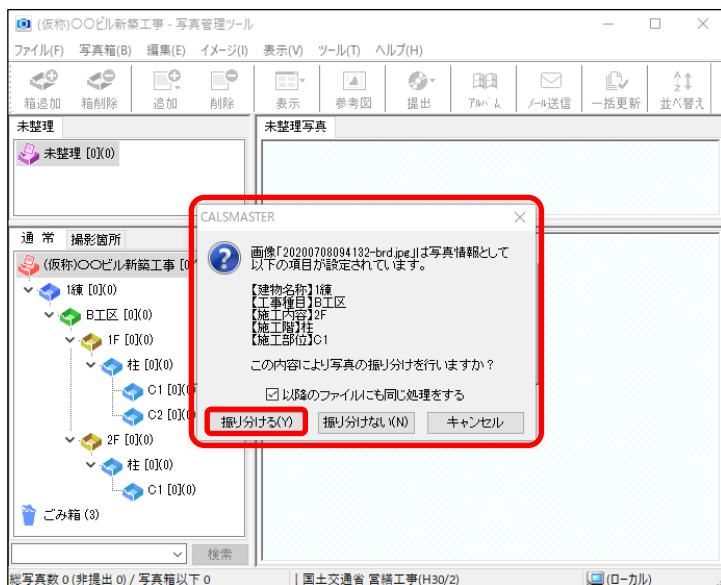 (仮称)〇〇ビル新築工事 - 写真管理ツール
ファイル(F) 写真箱(B) 編集(E) イメージ(I) 表示(V) ツール(T) ヘルプ(H)
箱追加 箱削除 追加 削除 表示 参考図 提出 アルバム メール送信 一括更新 並べ替え
未整理
未整理 [0](0)
未整理写真
通 常 撮影箇所
(仮称)〇〇ビル新築工事 [0
1棟 [0](0)
B工区 [0](0)
1F [0](0)
柱 [0](0)
C1 [0](0
C2 [0](0
2F [0](0)
柱 [0](0)
C1 [0](0)
ごみ箱 (3)
検索
CALSMASTER
画像「20200708094132-brd.jpg」は写真情報として
以下の項目が設定されています。
【建物名称】1棟
【工事種目】B工区
【施工内容】2F
【施工階】柱
【施工部位】C1
この内容により写真の振り分けを行いますか？
以降のファイルにも同じ処理をする
振り分ける(Y) 振り分けない(N) キャンセル
総写真数 0 (非提出 0) / 写真箱以下 0 国土交通省 営繕工事(H30/2) (ローカル)